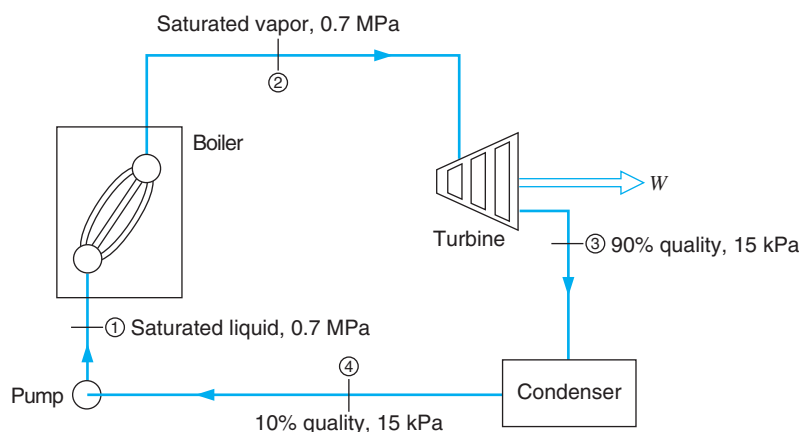 Saturated vapor, 0.7 MPa
2
Boiler
W
Turbine
3 90% quality, 15 kPa
1 Saturated liquid, 0.7 MPa
4
Pump
Condenser
10% quality, 15 kPa